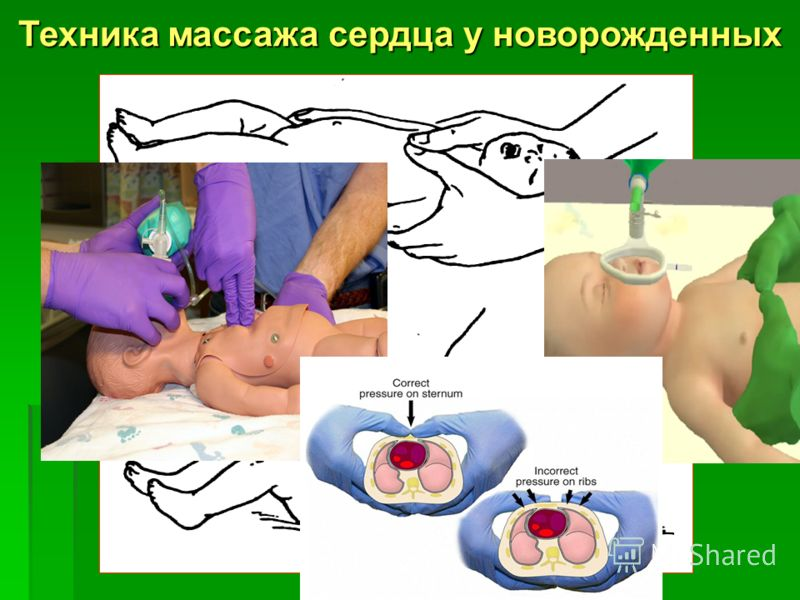 Техника массажа сердца у новорожденных
Correct
pressure on sternum
Incorrect
pressure on ribs
MyShared